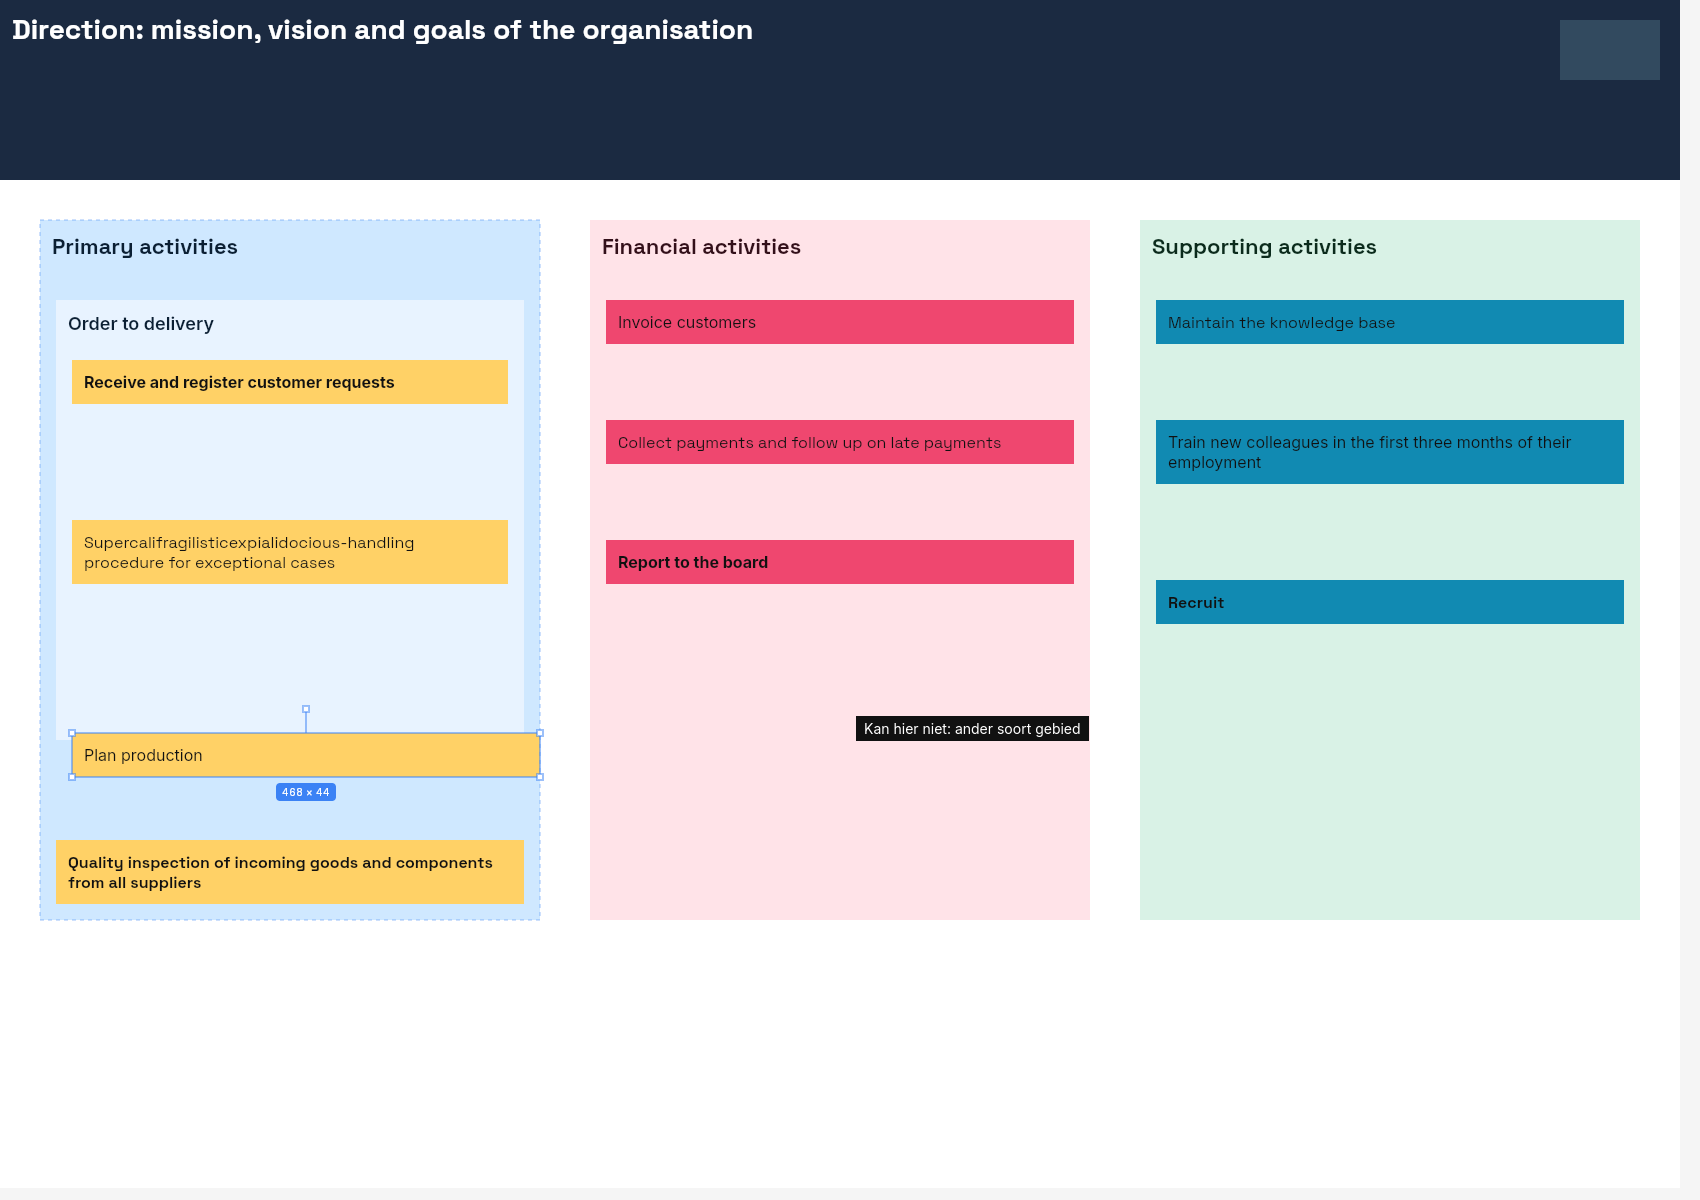 Direction: mission, vision and goals of the organisation
Primary activities
Order to delivery
Receive and register customer requests
Supercalifragilisticexpialidocious-handling
procedure for exceptional cases
Plan production
468 × 44
Quality inspection of incoming goods and components
from all suppliers
Financial activities
Invoice customers
Collect payments and follow up on late payments
Report to the board
Kan hier niet: ander soort gebied
Supporting activities
Maintain the knowledge base
Train new colleagues in the first three months of their
employment
Recruit